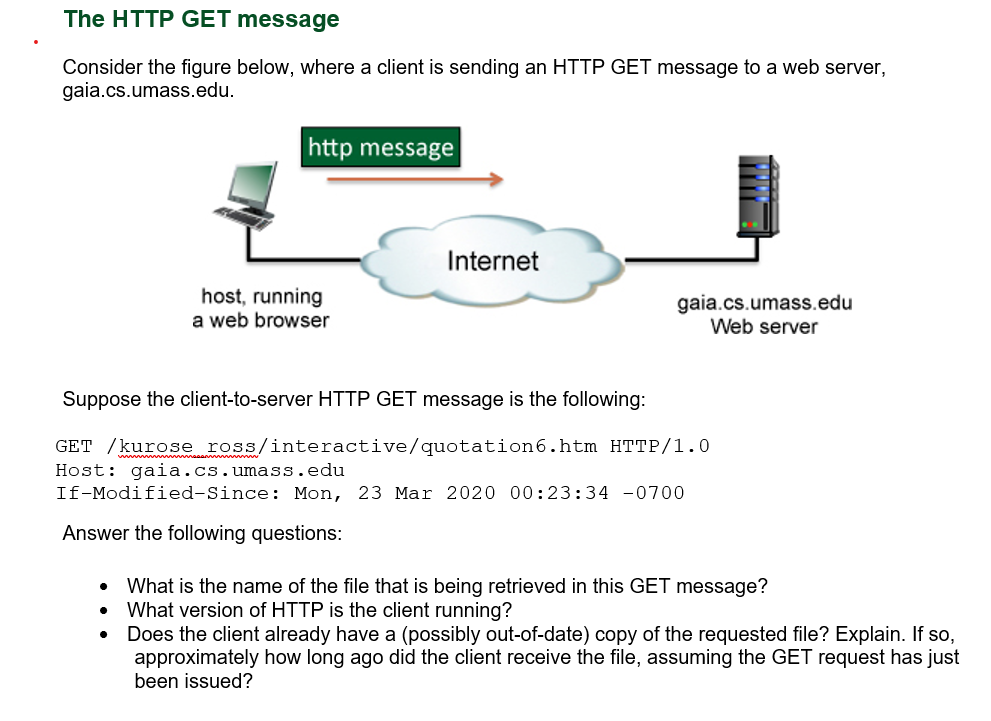 The HTTP GET message
Consider the figure below, where a client is sending an HTTP GET message to a web server,
gaia.cs.umass.edu.
http message
Internet
host, running
a web browser
gaia.cs.umass.edu
Web server
Suppose the client-to-server HTTP GET message is the following:
GET /kurose_ross/interactive/quotation6.htm HTTP/1.0
Host: gaia.cs.umass.edu
If-Modified-Since: Mon, 23 Mar 2020 00:23:34 -0700
Answer the following questions:
• What is the name of the file that is being retrieved in this GET message?
• What version of HTTP is the client running?
• Does the client already have a (possibly out-of-date) copy of the requested file? Explain. If so,
approximately how long ago did the client receive the file, assuming the GET request has just
been issued?